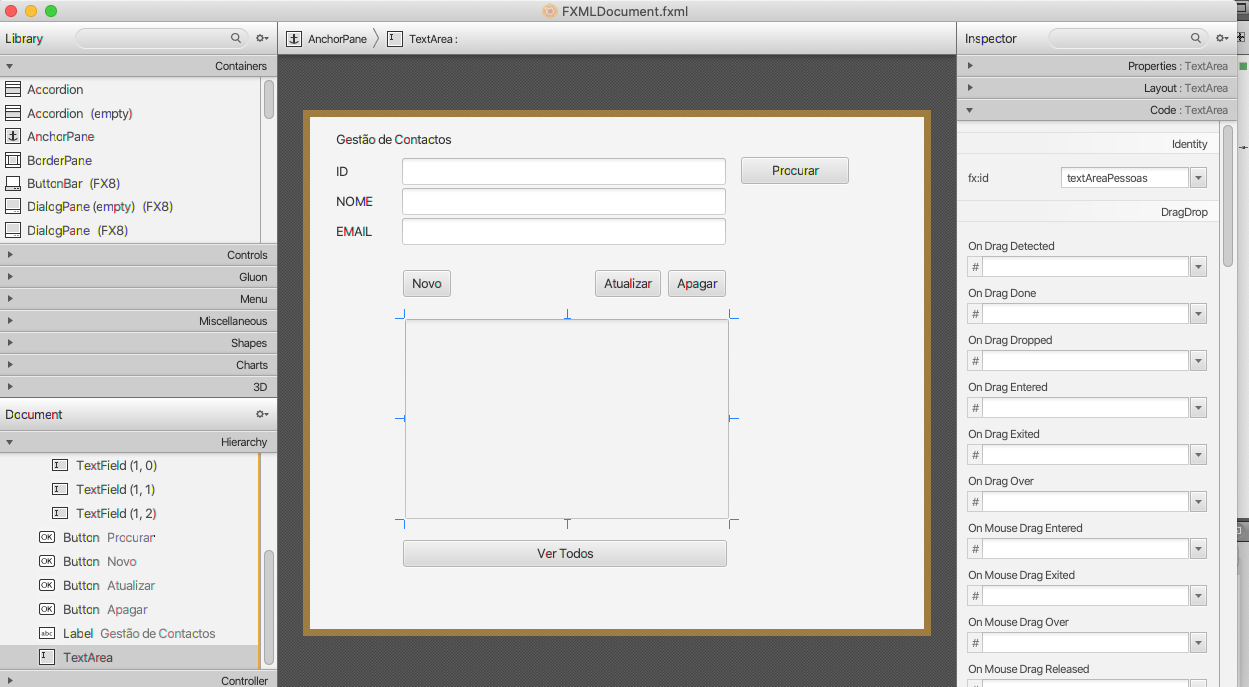 FXMLDocument.fxml
Library
Containers
Accordion
Accordion (empty)
AnchorPane
BorderPane
ButtonBar (FX8)
DialogPane (empty) (FX8)
DialogPane (FX8)
Controls
Gluon
Menu
Miscellaneous
Shapes
Charts
3D
Document
Hierarchy
TextField (1, 0)
TextField (1, 1)
TextField (1, 2)
OK Button Procurar
OK Button Novo
OK Button Atualizar
OK Button Apagar
abc Label Gestão de Contactos
TextArea
Controller
AnchorPane
TextArea :
Gestão de Contactos
ID
Procurar
NOME
EMAIL
Novo
Atualizar
Apagar
Ver Todos
Inspector
Properties : TextArea
Layout : TextArea
Code : TextArea
Identity
fx:id
textAreaPessoas
DragDrop
On Drag Detected
#
On Drag Done
#
On Drag Dropped
#
On Drag Entered
#
On Drag Exited
#
On Drag Over
#
On Mouse Drag Entered
#
On Mouse Drag Exited
#
On Mouse Drag Over
#
On Mouse Drag Released